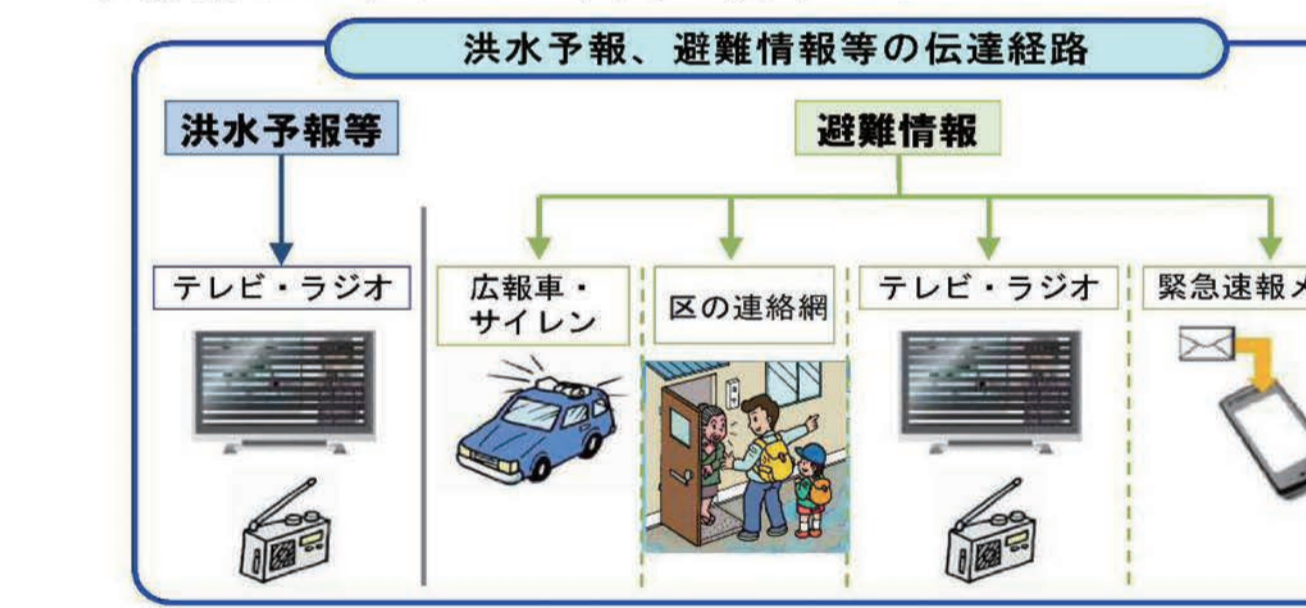 洪水予報、避難情報等の伝達経路
洪水予報等
避難情報
テレビ・ラジオ
広報車・
サイレン
区の連絡網
テレビ・ラジオ
緊急速報